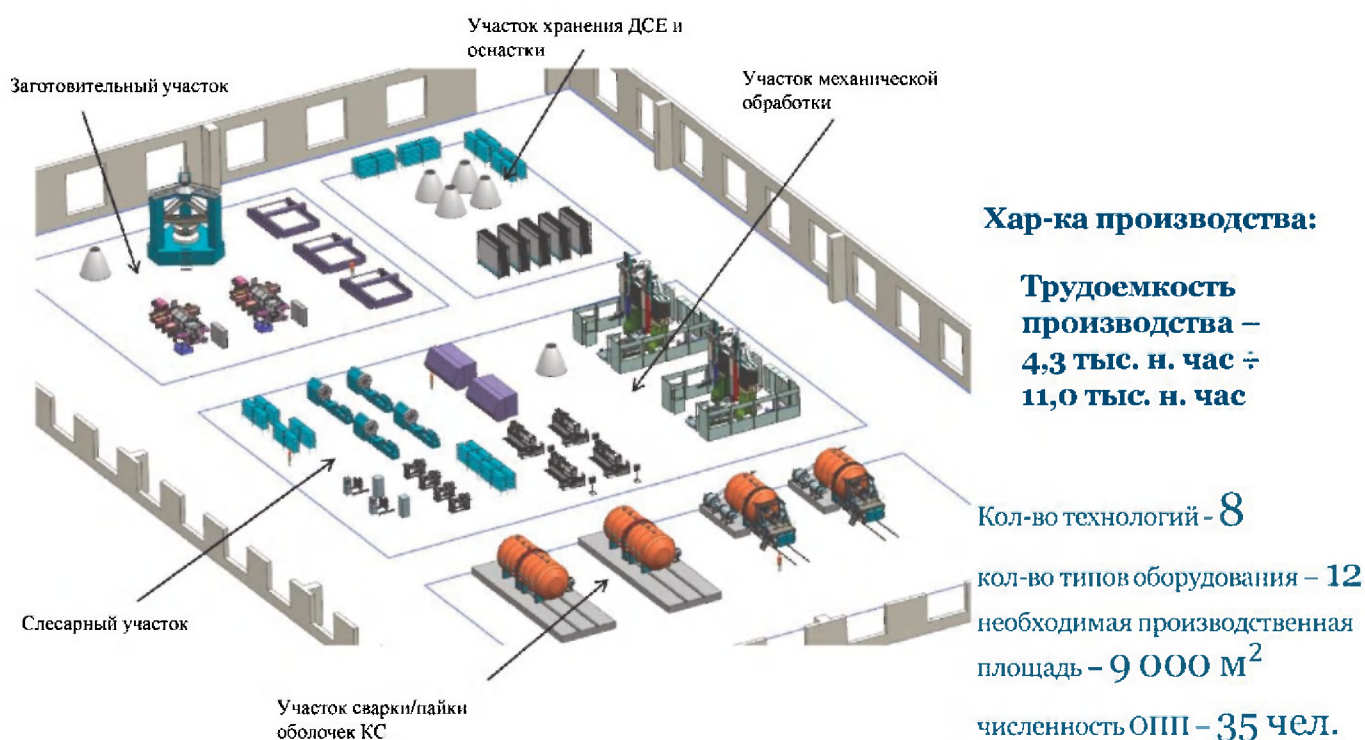 Участок хранения ДСЕ и
оснастки
Заготовительный участок
Участок механической
обработки
Слесарный участок
Участок сварки/пайки
оболочек КС
Хар-ка производства:
Трудоемкость
производства –
4,3 тыс. н. час ÷
11,0 тыс. н. час
Кол-во технологий - 8
кол-во типов оборудования – 12
необходимая производственная
площадь – 9 000 м²
численность ОПП – 35 чел.